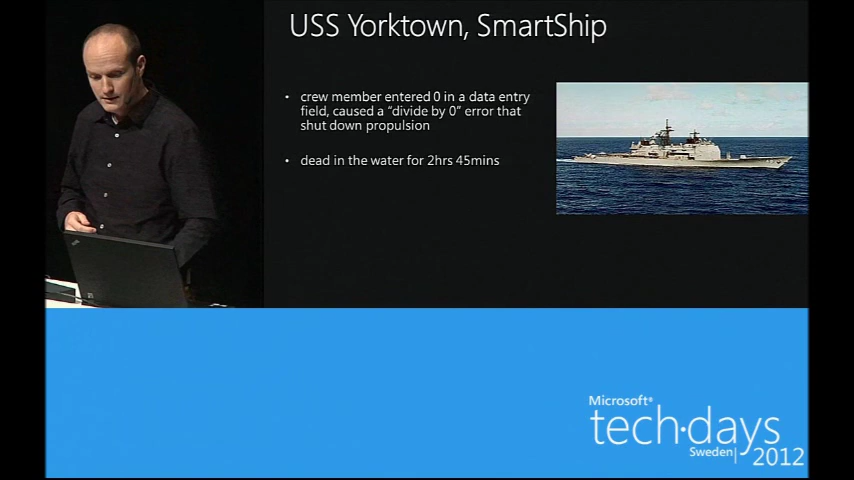 USS Yorktown, SmartShip
• crew member entered 0 in a data entry
field, caused a “divide by 0” error that
shut down propulsion
• dead in the water for 2hrs 45mins
Microsoft®
tech·days
Sweden|
2012